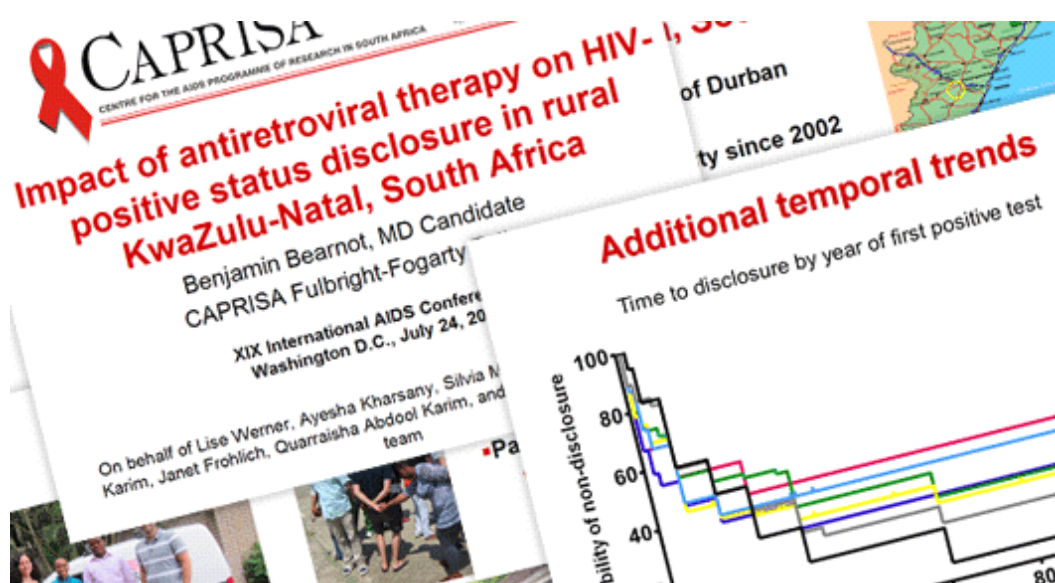 CAPRISA
CENTRE FOR THE AIDS PROGRAMME OF RESEARCH IN SOUTH AFRICA
Impact of antiretroviral therapy on HIV-
positive status disclosure in rural
KwaZulu-Natal, South Africa
Benjamin Bearnot, MD Candidate
CAPRISA Fulbright-Fogarty
XIX International AIDS
Washington D.C., July 24,
On behalf of Lise Werner, Ayesha Kharsany, Silvia
Karim, Janet Frohlich, Quarraisha Abdool Karim, and
team
of Durban
since 2002
Additional temporal trends
Time to disclosure by year of first positive test
100
80
60
40
of non-disclosure
80